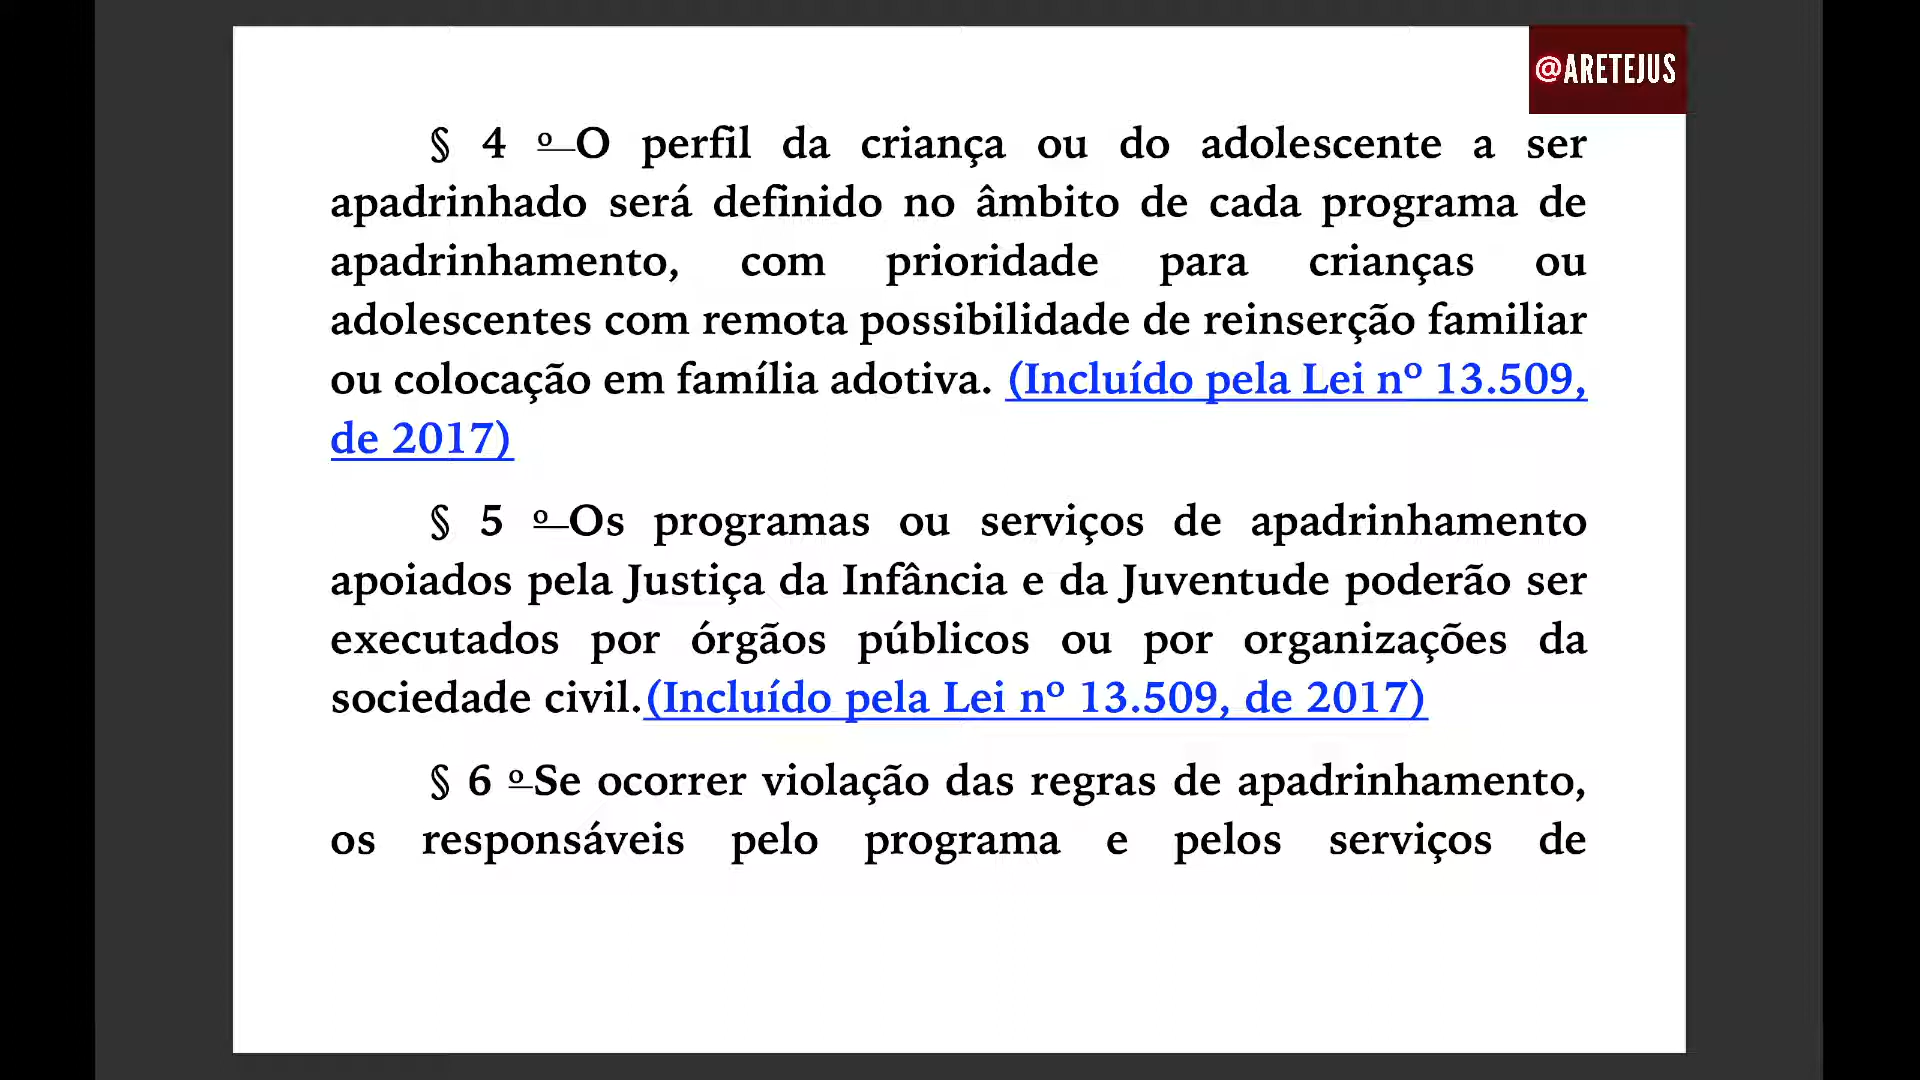 @ARETEJUS
§ 4 º O perfil da criança ou do adolescente a ser
apadrinhado será definido no âmbito de cada programa de
apadrinhamento, com prioridade para crianças ou
adolescentes com remota possibilidade de reinserção familiar
ou colocação em família adotiva. (Incluído pela Lei nº 13.509,
de 2017)
§ 5 º Os programas ou serviços de apadrinhamento
apoiados pela Justiça da Infância e da Juventude poderão ser
executados por órgãos públicos ou por organizações da
sociedade civil. (Incluído pela Lei nº 13.509, de 2017)
§ 6 º Se ocorrer violação das regras de apadrinhamento,
os responsáveis pelo programa e pelos serviços de